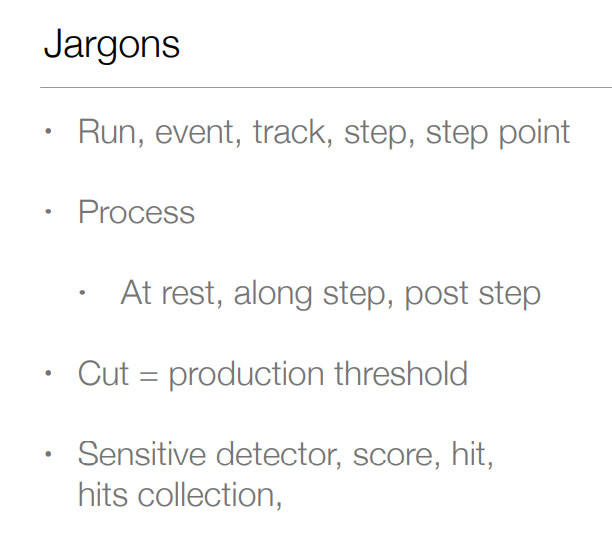 Jargons
• Run, event, track, step, step point
• Process
• At rest, along step, post step
• Cut = production threshold
• Sensitive detector, score, hit,
hits collection,